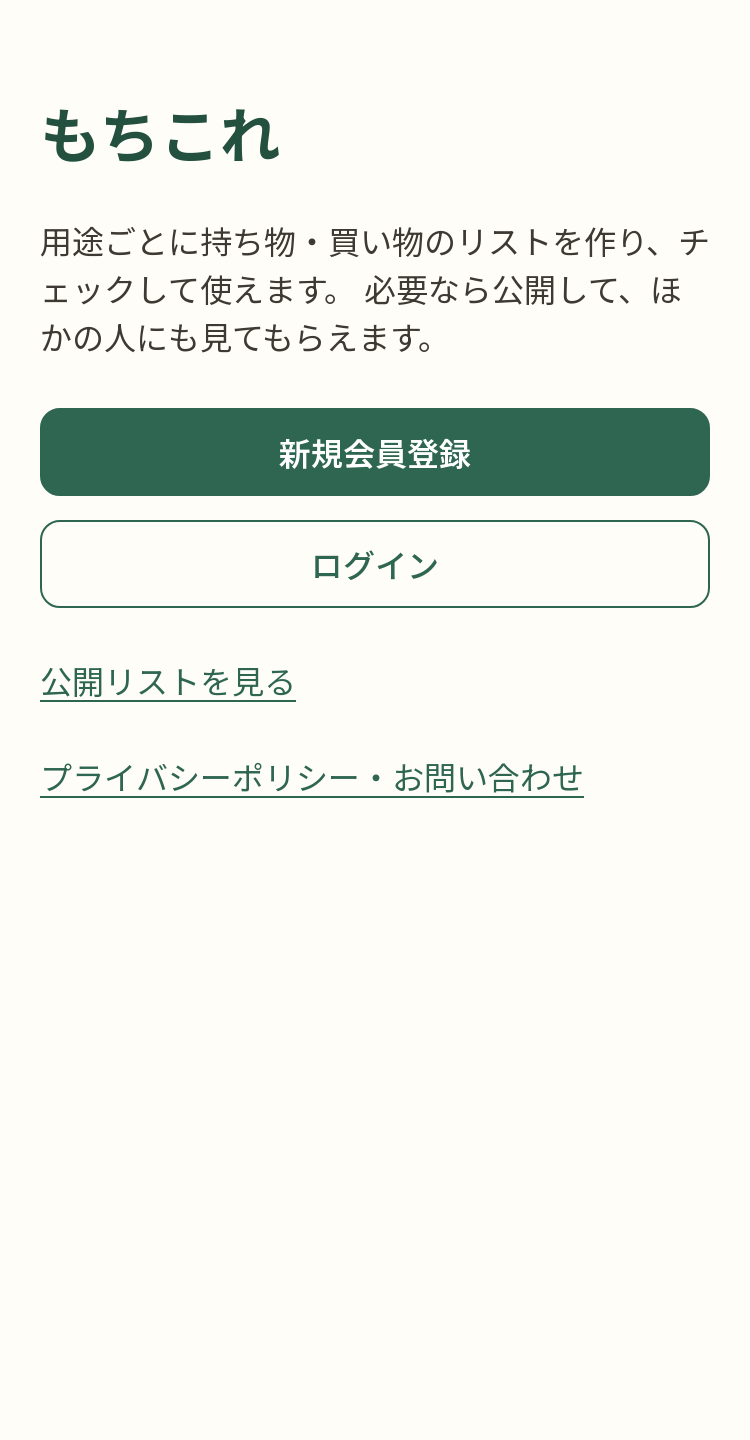 もちこれ
用途ごとに持ち物・買い物のリストを作り、チ
ェックして使えます。 必要なら公開して、ほ
かの人にも見てもらえます。
新規会員登録
ログイン
公開リストを見る
プライバシーポリシー・お問い合わせ